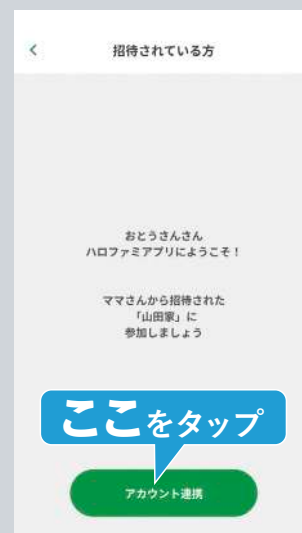 招待されている方
おとうさんさん
ハロファミアプリにようこそ！
ママさんから招待された
「山田家」に
参加しましょう
ここをタップ
アカウント連携